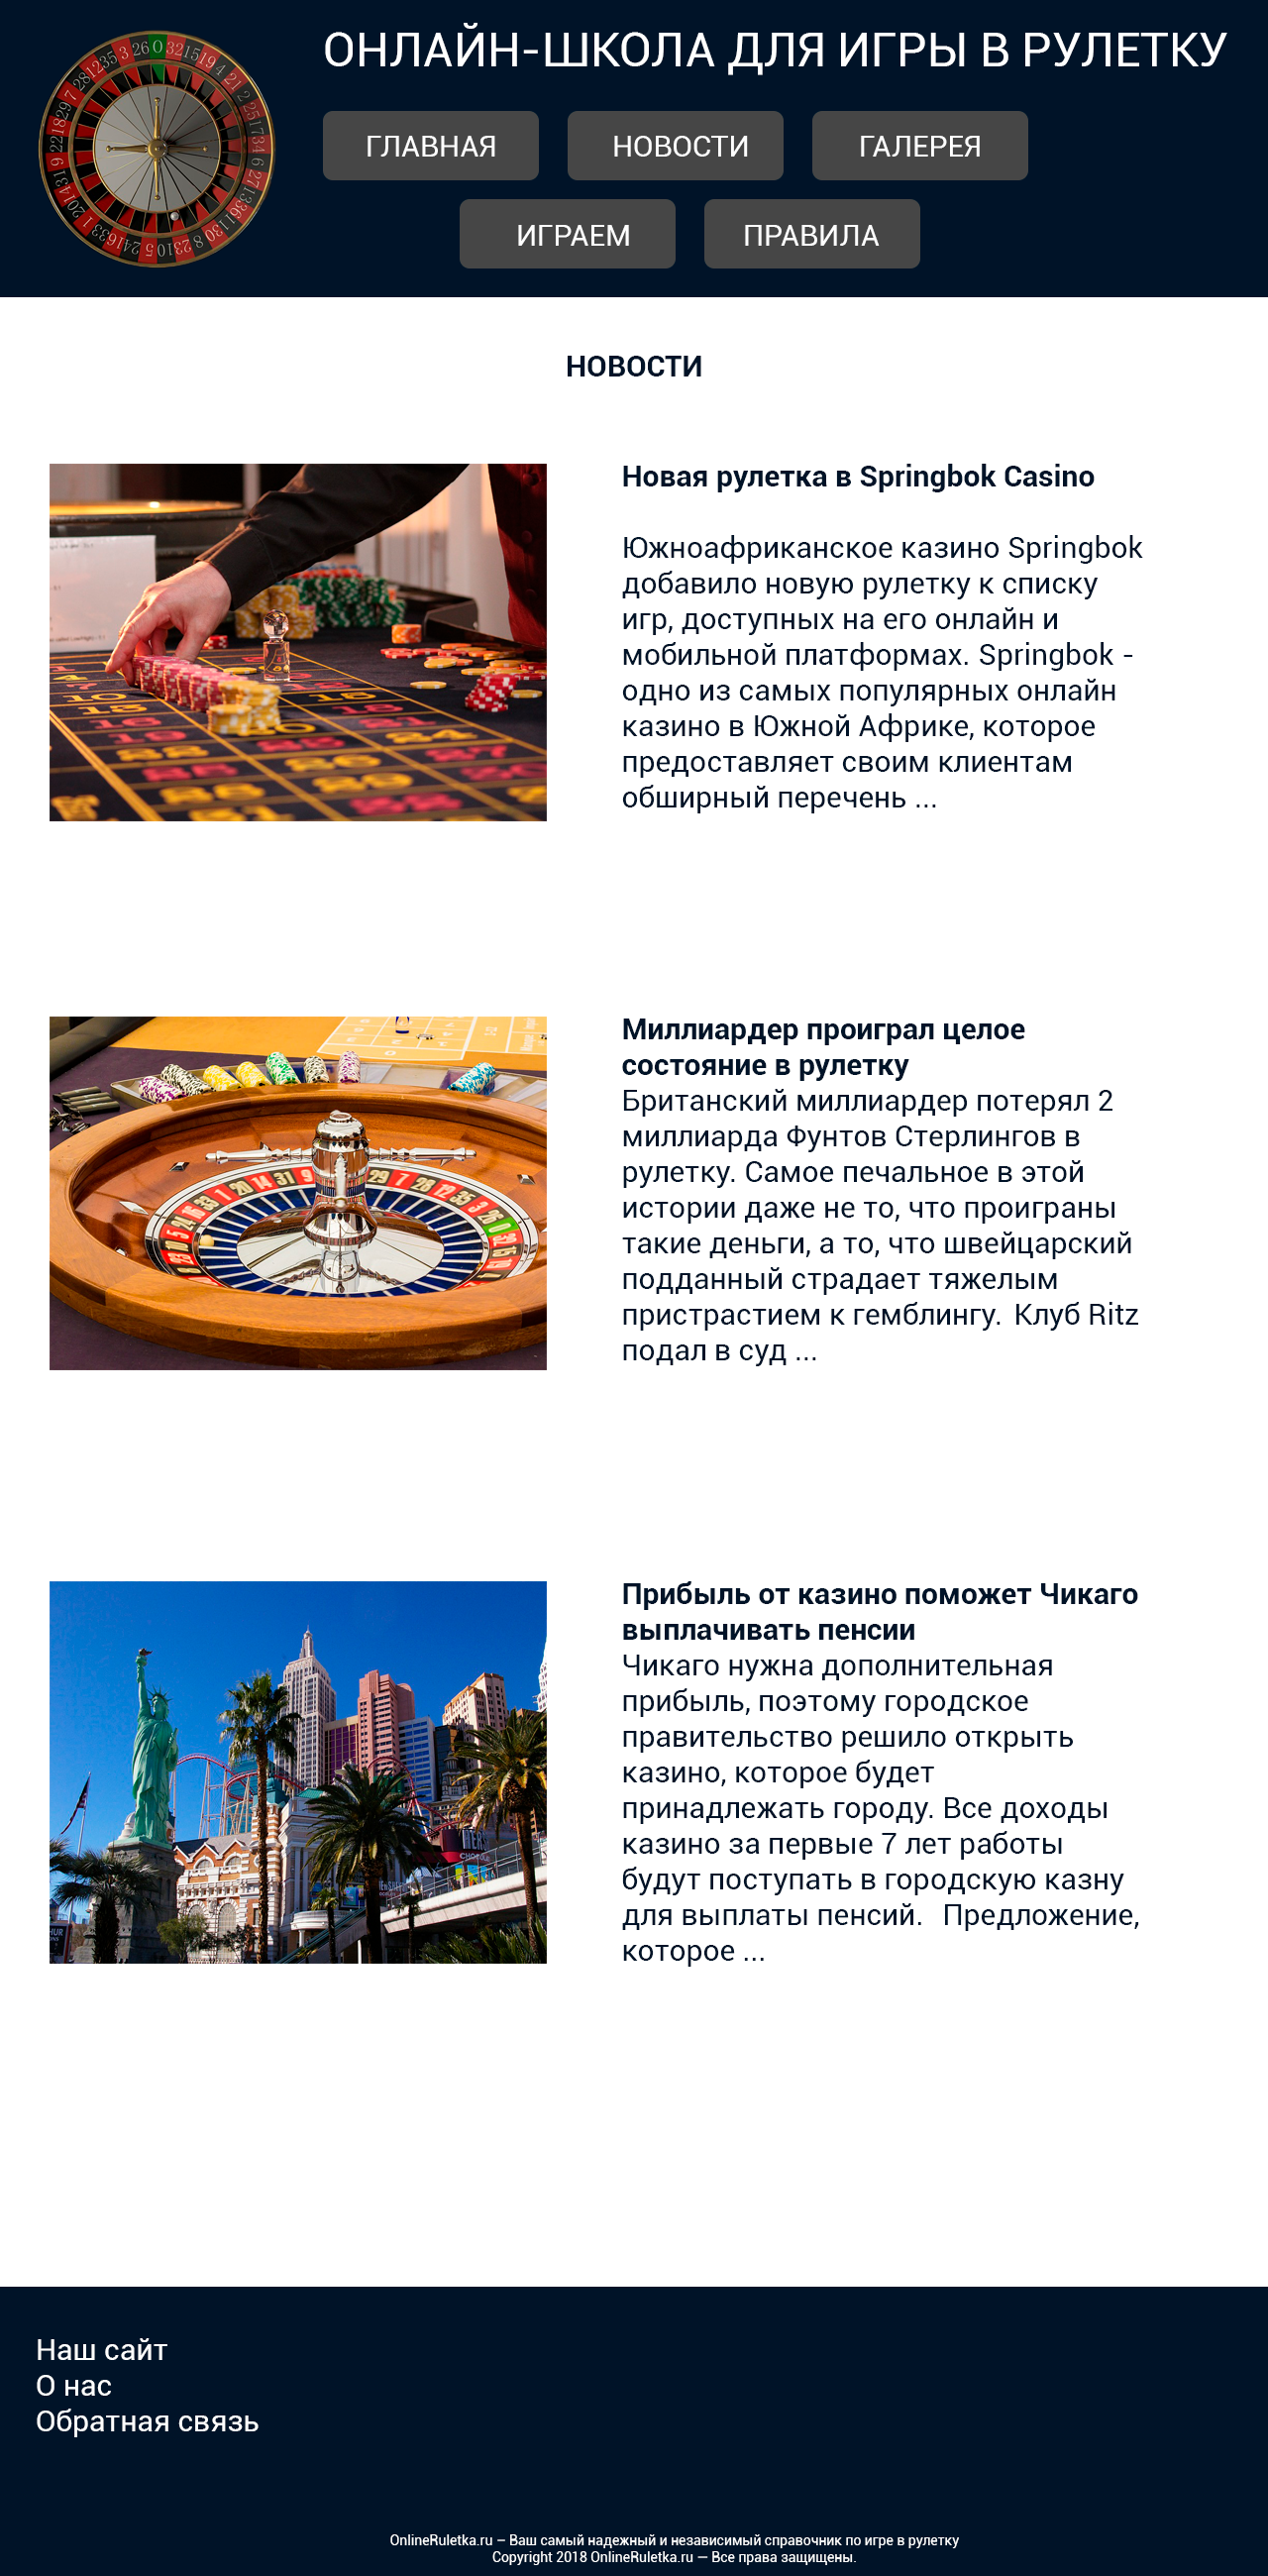 ОНЛАЙН-ШКОЛА ДЛЯ ИГРЫ В РУЛЕТКУ
ГЛАВНАЯ
НОВОСТИ
ГАЛЕРЕЯ
ИГРАЕМ
ПРАВИЛА
НОВОСТИ
Новая рулетка в Springbok Casino
Южноафриканское казино Springbok
добавило новую рулетку к списку
игр, доступных на его онлайн и
мобильной платформах. Springbok -
одно из самых популярных онлайн
казино в Южной Африке, которое
предоставляет своим клиентам
обширный перечень ...
Миллиардер проиграл целое
состояние в рулетку
Британский миллиардер потерял 2
миллиарда Фунтов Стерлингов в
рулетку. Самое печальное в этой
истории даже не то, что проиграны
такие деньги, а то, что швейцарский
подданный страдает тяжелым
пристрастием к гемблингу. Клуб Ritz
подал в суд ...
Прибыль от казино поможет Чикаго
выплачивать пенсии
Чикаго нужна дополнительная
прибыль, поэтому городское
правительство решило открыть
казино, которое будет
принадлежать городу. Все доходы
казино за первые 7 лет работы
будут поступать в городскую казну
для выплаты пенсий. Предложение,
которое ...
Наш сайт
О нас
Обратная связь
OnlineRuletka.ru – Ваш самый надежный и независимый справочник по игре в рулетку
Copyright 2018 OnlineRuletka.ru — Все права защищены.